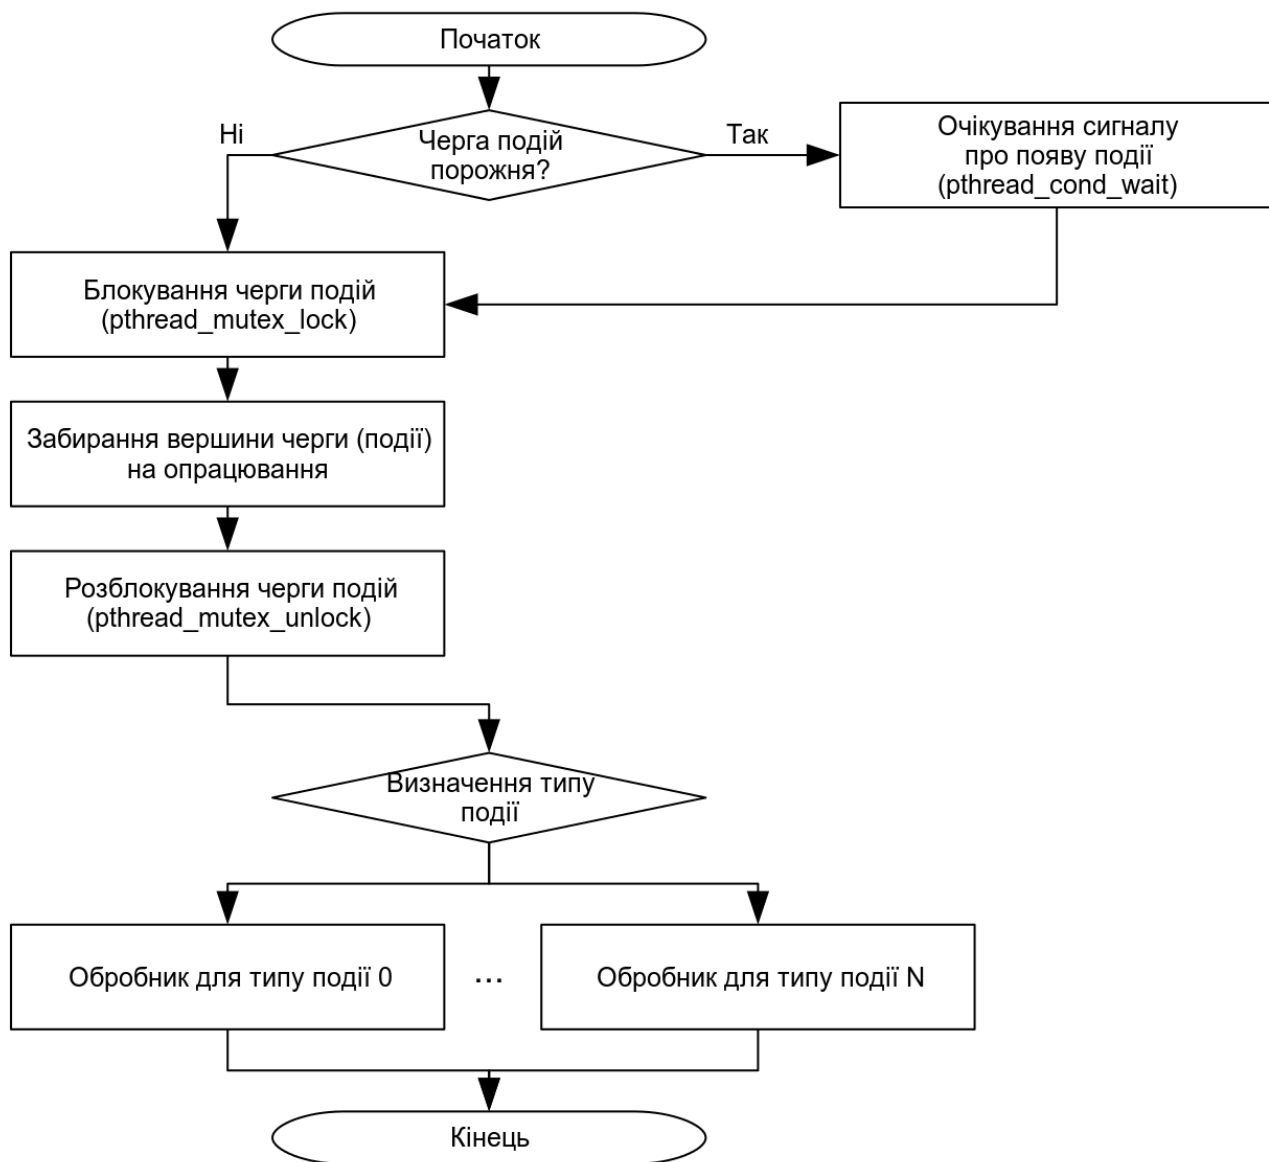 Початок
Черга подій
порожня?
Ні
Так
Очікування сигналу
про появу події
(pthread_cond_wait)
Блокування черги подій
(pthread_mutex_lock)
Забирання вершини черги (події)
на опрацювання
Розблокування черги подій
(pthread_mutex_unlock)
Визначення типу
події
Обробник для типу події 0
...
Обробник для типу події N
Кінець